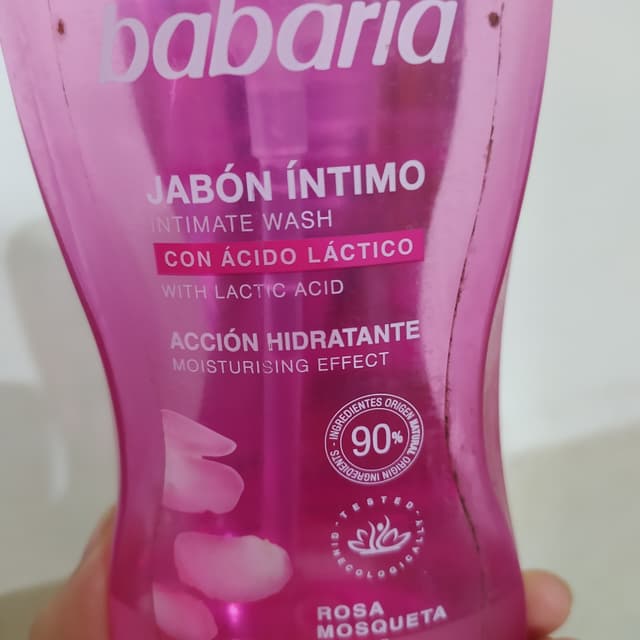 babaria
JABÓN ÍNTIMO
INTIMATE WASH
CON ÁCIDO LÁCTICO
WITH LACTIC ACID
ACCIÓN HIDRATANTE
MOISTURISING EFFECT
INGREDIENTES ORIGEN NATURAL ORIGIN INGREDIENTS
90%
TESTED
GINECOLOGICALLY
ROSA
MOSQUETA